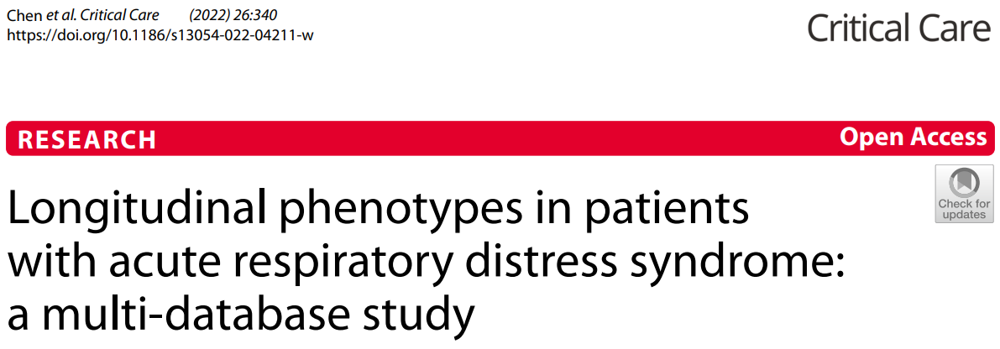 Chen et al. Critical Care (2022) 26:340
https://doi.org/10.1186/s13054-022-04211-w
Critical Care
RESEARCH
Open Access
Check for
updates
Longitudinal phenotypes in patients
with acute respiratory distress syndrome:
a multi-database study